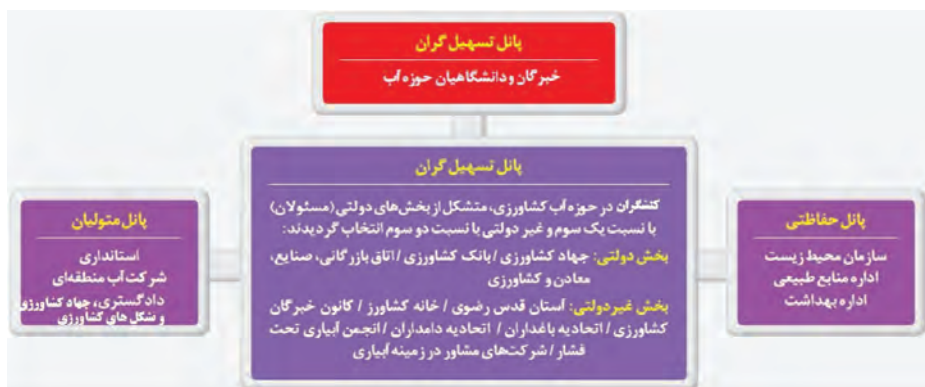 پانل تسهیل گران
خبرگان و دانشگاهیان حوزه آب
پانل تسهیل گران
کنشگران در حوزه آب کشاورزی، متشکل از بخش‌های دولتی (مسئولان)
با نسبت یک سوم و غیر دولتی با نسبت دو سوم انتخاب گردیدند:
بخش دولتی: جهاد کشاورزی / بانک کشاورزی / اتاق بازرگانی، صنایع،
معادن و کشاورزی
بخش غیر دولتی: آستان قدس رضوی / خانه کشاورز / کانون خبرگان
کشاورزی / اتحادیه باغداران / اتحادیه دامداران / انجمن آبیاری تحت
فشار / شرکت‌های مشاور در زمینه آبیاری
پانل حفاظتی
سازمان محیط زیست
اداره منابع طبیعی
اداره بهداشت
پانل متولیان
استانداری
شرکت آب منطقه‌ای
دادگستری، جهاد کشاورزی
و تشکل های کشاورزی